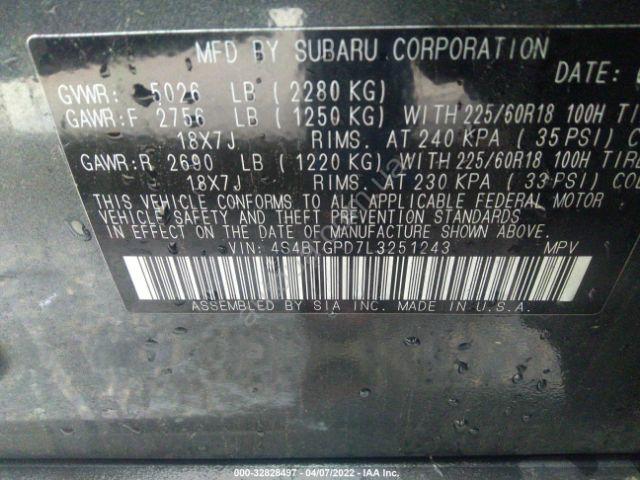 MFD BY SUBARU CORPORATION
DATE:
GVWR: 5026 LB (2280 KG)
GAWR:F 2756 LB (1250 KG) WITH 225/60R18 100H
18X7J RIMS. AT 240 KPA (35 PSI)
GAWR:R 2690 LB (1220 KG) WITH 225/60R18 100H
18X7J RIMS. AT 230 KPA (33 PSI)
THIS VEHICLE CONFORMS TO ALL APPLICABLE FEDERAL MOTOR
VEHICLE SAFETY AND THEFT PREVENTION STANDARDS
IN EFFECT ON THE DATE OF MANUFACTURE SHOWN ABOVE.
VIN: 4S4BTGPD7L3251243 MPV
ASSEMBLED BY SIA INC. MADE IN U.S.A.
000-32828497 - 04/07/2022 - IAA Inc.